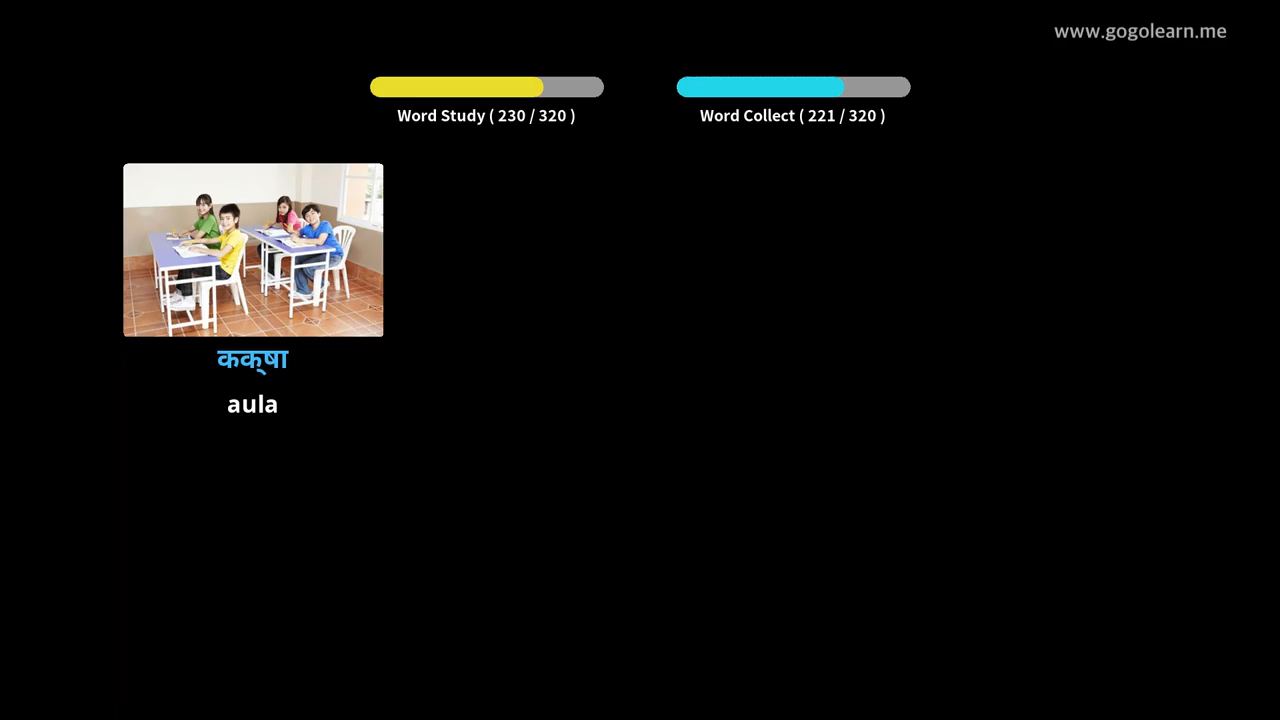 www.gogolearn.me
Word Study ( 230 / 320 )
Word Collect ( 221 / 320 )
कक्षा
aula